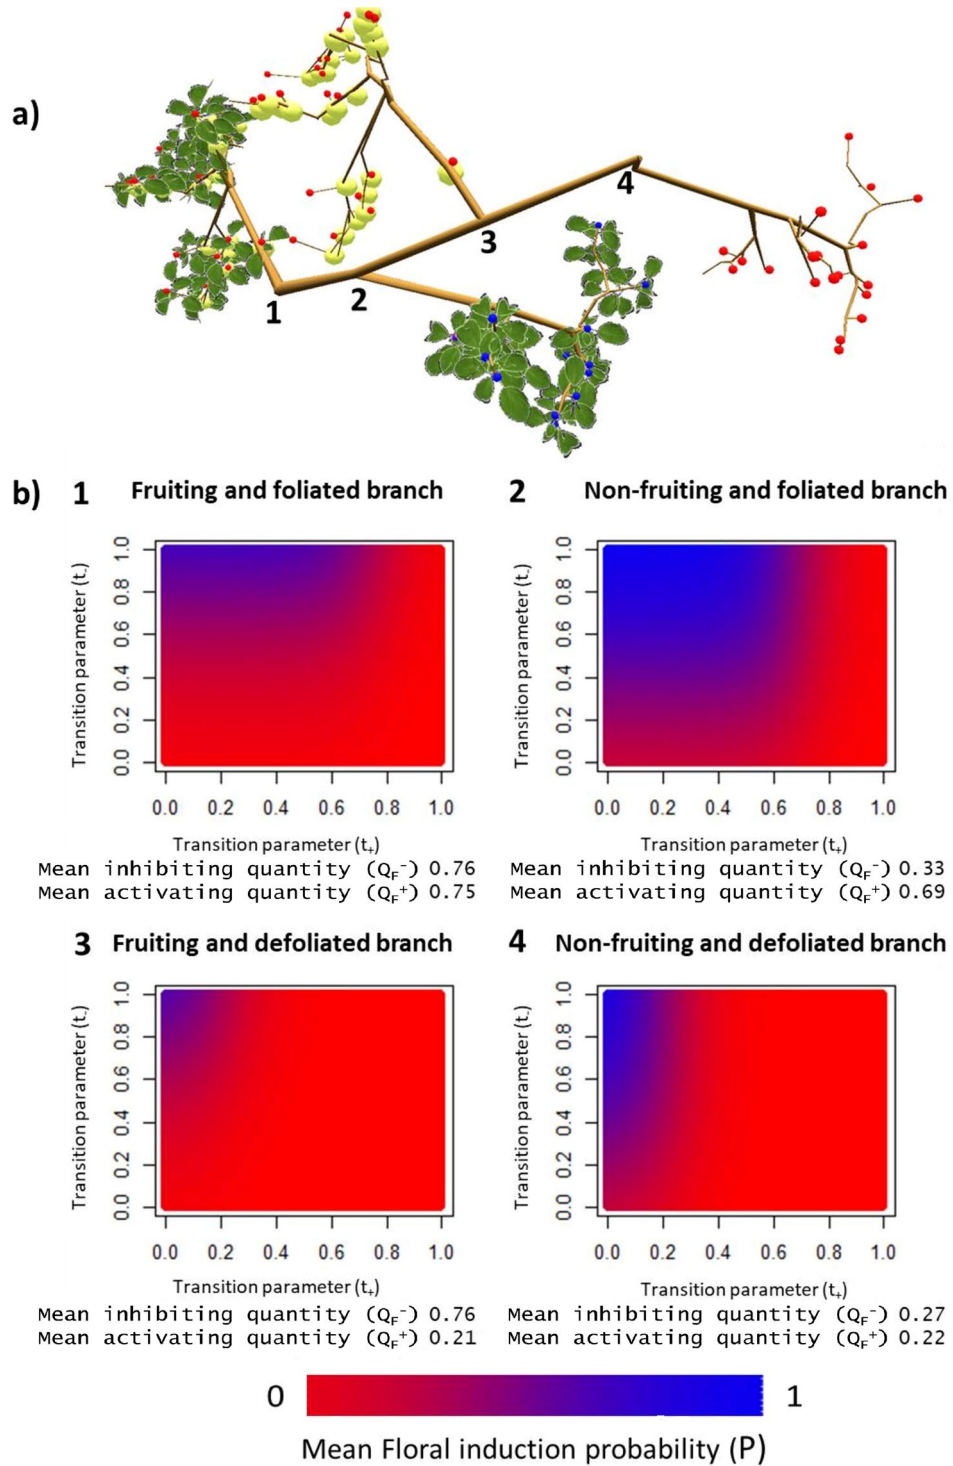 a)
1
2
3
4
b) 1 Fruiting and foliated branch
2 Non-fruiting and foliated branch
Transition parameter (t-)
0.0 0.2 0.4 0.6 0.8 1.0
0.0 0.2 0.4 0.6 0.8 1.0
Transition parameter (t+)
Mean inhibiting quantity (QF-) 0.76
Mean activating quantity (QF+) 0.75
Transition parameter (t-)
0.0 0.2 0.4 0.6 0.8 1.0
0.0 0.2 0.4 0.6 0.8 1.0
Transition parameter (t+)
Mean inhibiting quantity (QF-) 0.33
Mean activating quantity (QF+) 0.69
3 Fruiting and defoliated branch
4 Non-fruiting and defoliated branch
Transition parameter (t-)
0.0 0.2 0.4 0.6 0.8 1.0
0.0 0.2 0.4 0.6 0.8 1.0
Transition parameter (t+)
Mean inhibiting quantity (QF-) 0.76
Mean activating quantity (QF+) 0.21
Transition parameter (t-)
0.0 0.2 0.4 0.6 0.8 1.0
0.0 0.2 0.4 0.6 0.8 1.0
Transition parameter (t+)
Mean inhibiting quantity (QF-) 0.27
Mean activating quantity (QF+) 0.22
0 1
Mean Floral induction probability (P)